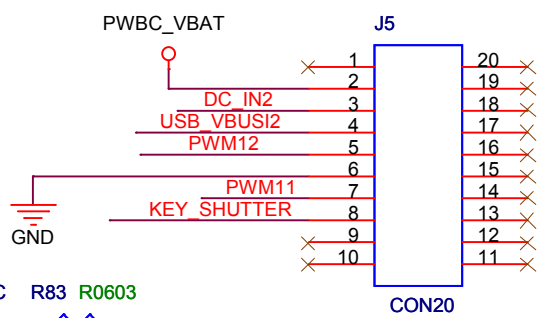 PWBC_VBAT J5
1 20
2 19
DC_IN2 3 18
USB_VBUSI2 4 17
PWM12 5 16
6 15
PWM11 7 14
KEY_SHUTTER 8 13
GND 9 12
10 11
C R83 R0603 CON20